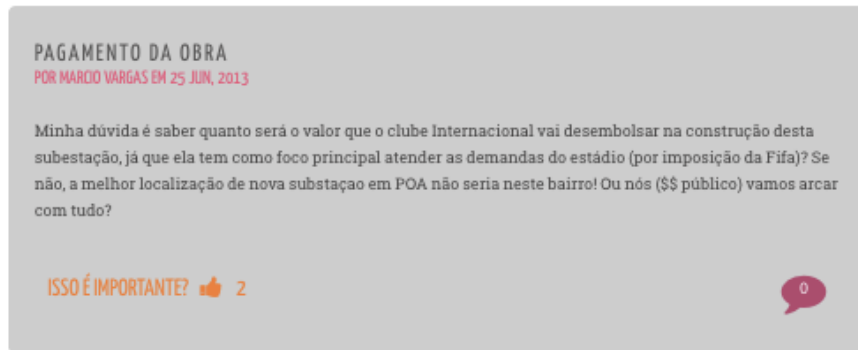 PAGAMENTO DA OBRA
POR MARCIO VARGAS EM 25 JUN, 2013
Minha dúvida é saber quanto será o valor que o clube Internacional vai desembolsar na construção desta
subestação, já que ela tem como foco principal atender as demandas do estádio (por imposição da Fifa)? Se
não, a melhor localização de nova substaçao em POA não seria neste bairro! Ou nós ($$ público) vamos arcar
com tudo?
ISSO É IMPORTANTE? 2
0